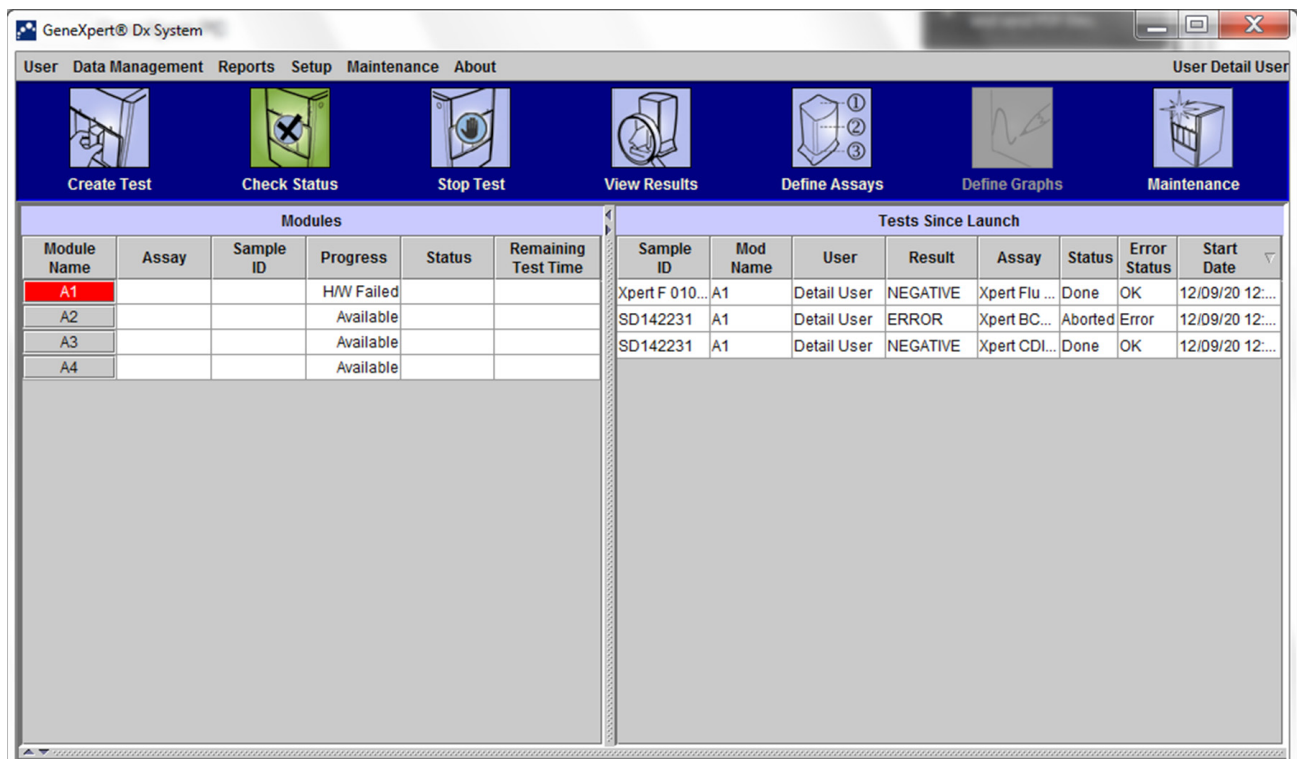 GeneXpert® Dx System
User Data Management Reports Setup Maintenance About User Detail User
① ② ③
Create Test Check Status Stop Test View Results Define Assays Define Graphs Maintenance
Modules
Module Name Assay Sample ID Progress Status Remaining Test Time
A1 H/W Failed
A2 Available
A3 Available
A4 Available
Tests Since Launch
Sample ID Mod Name User Result Assay Status Error Status Start Date
Xpert F 010... A1 Detail User NEGATIVE Xpert Flu ... Done OK 12/09/20 12:...
SD142231 A1 Detail User ERROR Xpert BC... Aborted Error 12/09/20 12:...
SD142231 A1 Detail User NEGATIVE Xpert CDI... Done OK 12/09/20 12:...